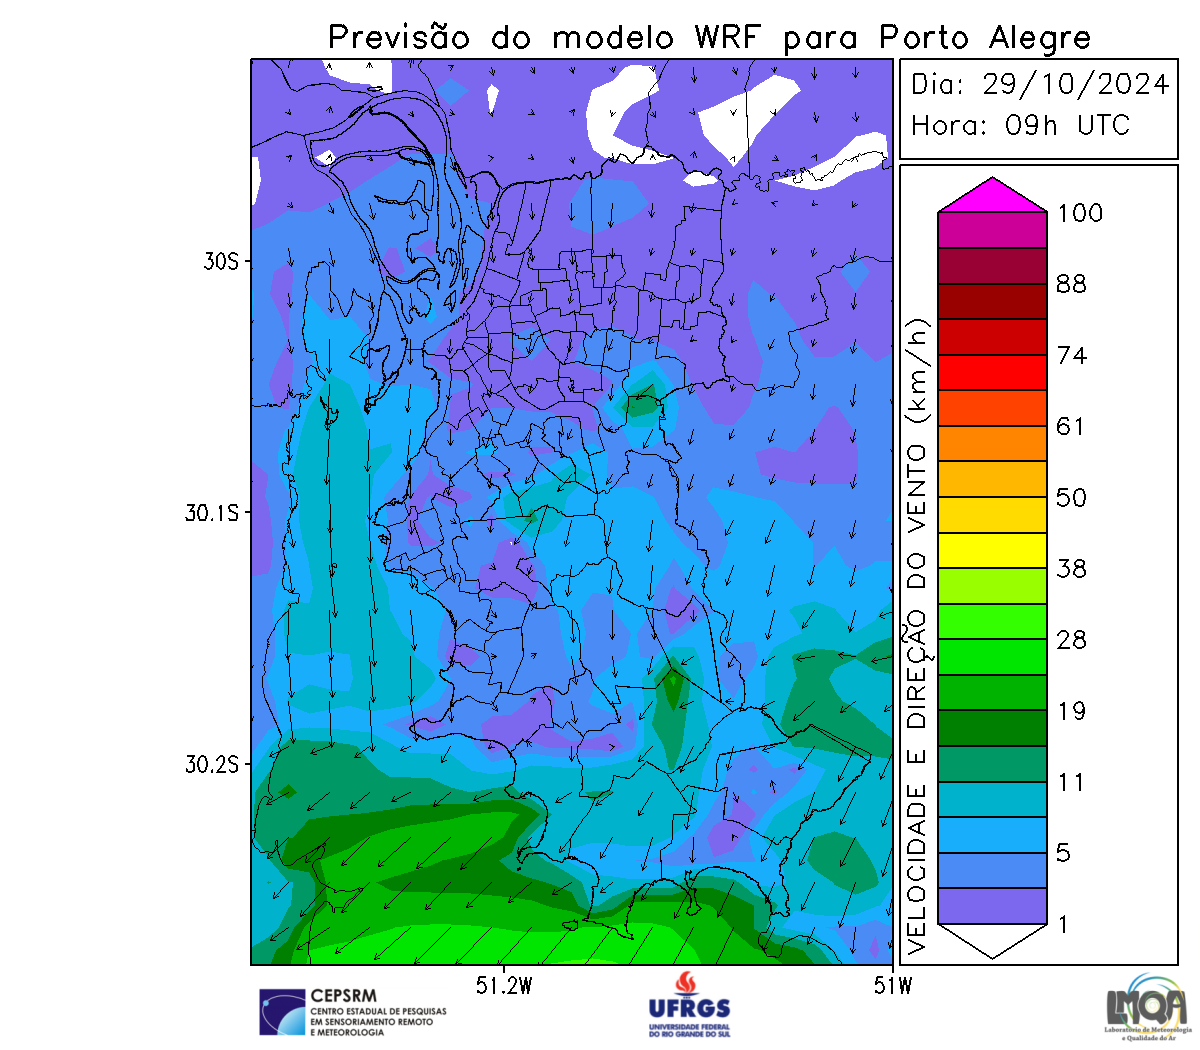 Previsão do modelo WRF para Porto Alegre
Dia: 29/10/2024
Hora: 09h UTC
30S
30.1S
30.2S
51.2W
51W
VELOCIDADE E DIREÇÃO DO VENTO (km/h)
100
88
74
61
50
38
28
19
11
5
1
CEPSRM
CENTRO ESTADUAL DE PESQUISAS
EM SENSORIAMENTO REMOTO
E METEOROLOGIA
UFRGS
UNIVERSIDADE FEDERAL
DO RIO GRANDE DO SUL
LMQA
Laboratório de Meteorologia
e Qualidade do Ar